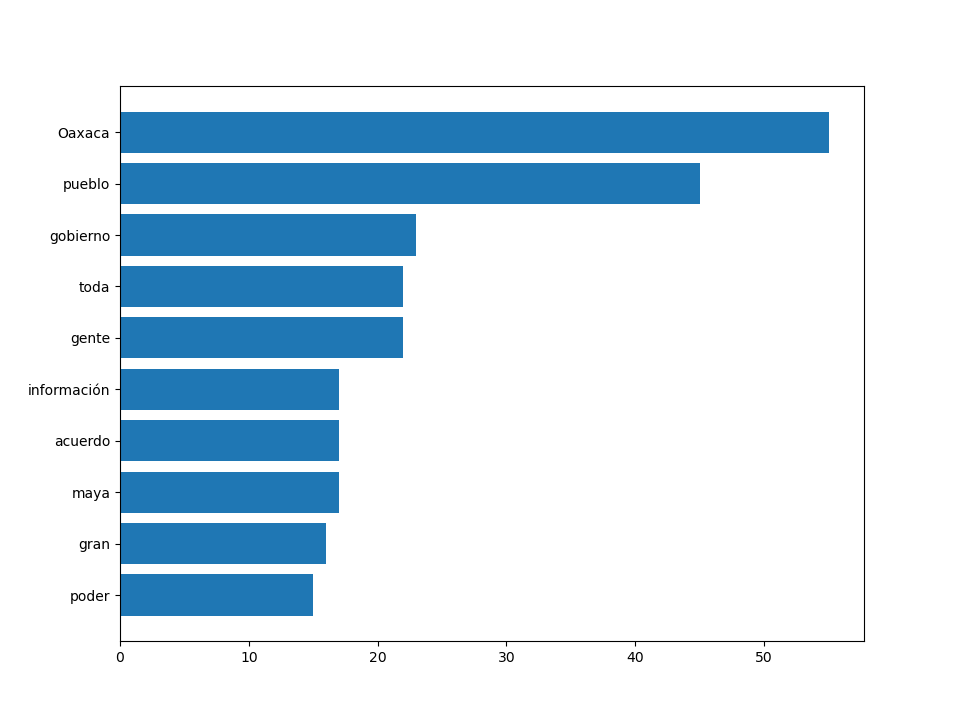 Oaxaca
pueblo
gobierno
toda
gente
información
acuerdo
maya
gran
poder
0 10 20 30 40 50